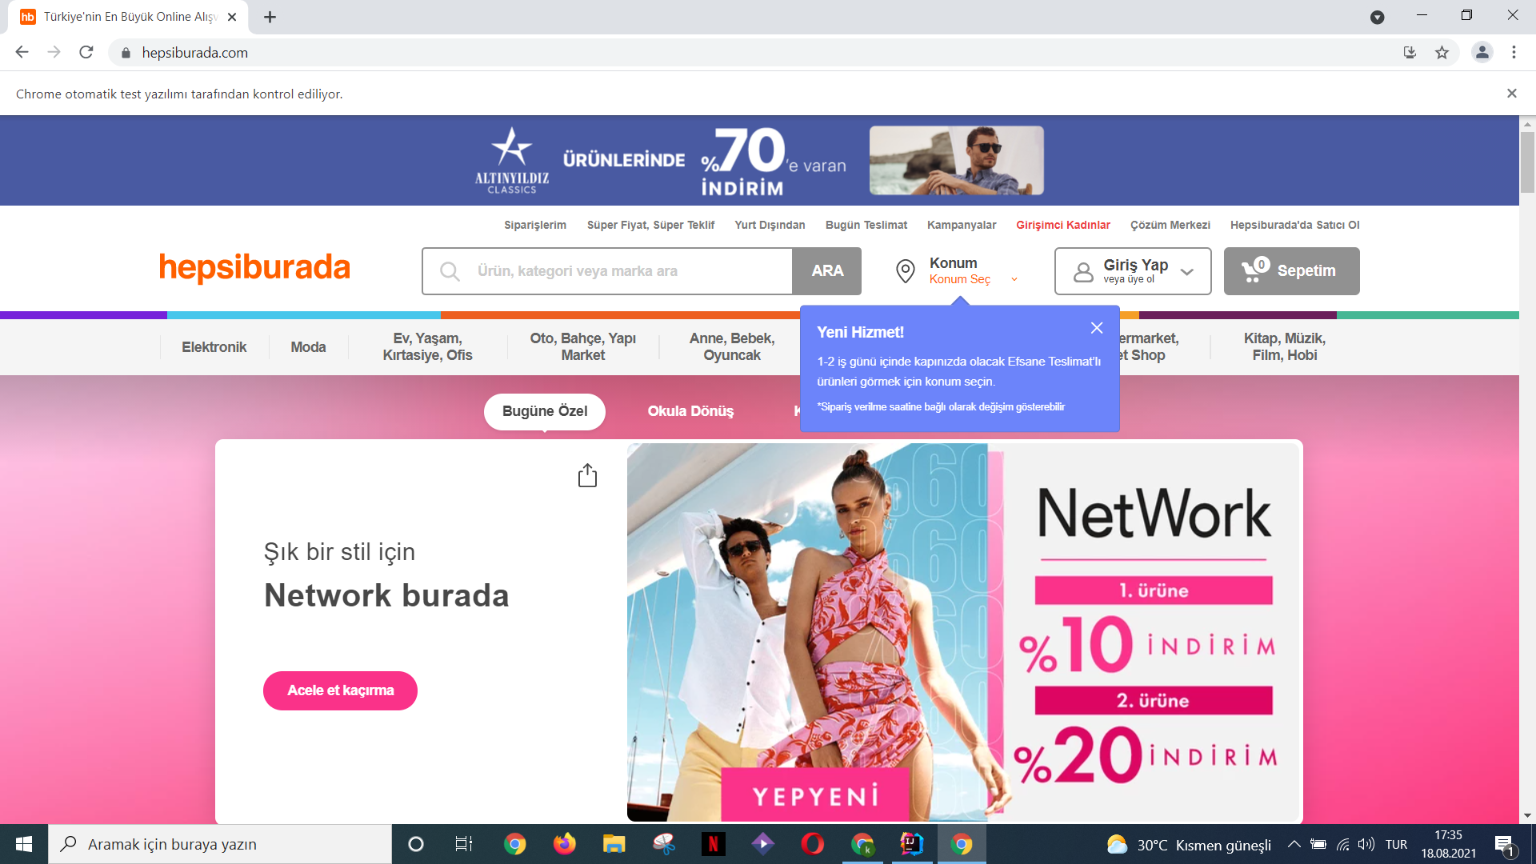 hb Türkiye'nin En Büyük Online Alışv
hepsiburada.com
Chrome otomatik test yazılımı tarafından kontrol ediliyor.
ALTINYILDIZ
CLASSICS
ÜRÜNLERİNDE
%70'e varan
İNDİRİM
Siparişlerim Süper Fiyat, Süper Teklif Yurt Dışından Bugün Teslimat Kampanyalar Girişimci Kadınlar Çözüm Merkezi Hepsiburada'da Satıcı Ol
hepsiburada
Ürün, kategori veya marka ara
ARA
Konum
Konum Seç
Giriş Yap
veya üye ol
0
Sepetim
Elektronik
Moda
Ev, Yaşam,
Kırtasiye, Ofis
Oto, Bahçe, Yapı
Market
Anne, Bebek,
Oyuncak
ermarket,
et Shop
Kitap, Müzik,
Film, Hobi
Yeni Hizmet!
1-2 iş günü içinde kapınızda olacak Efsane Teslimat'lı
ürünleri görmek için konum seçin.
*Sipariş verilme saatine bağlı olarak değişim gösterebilir
Bugüne Özel
Okula Dönüş
K
Şık bir stil için
Network burada
Acele et kaçırma
%60
YEPYENİ
NetWork
1. ürüne
%10 İNDİRİM
2. ürüne
%20 İNDİRİM
Aramak için buraya yazın
30°C Kısmen güneşli
TUR
17:35
18.08.2021
1